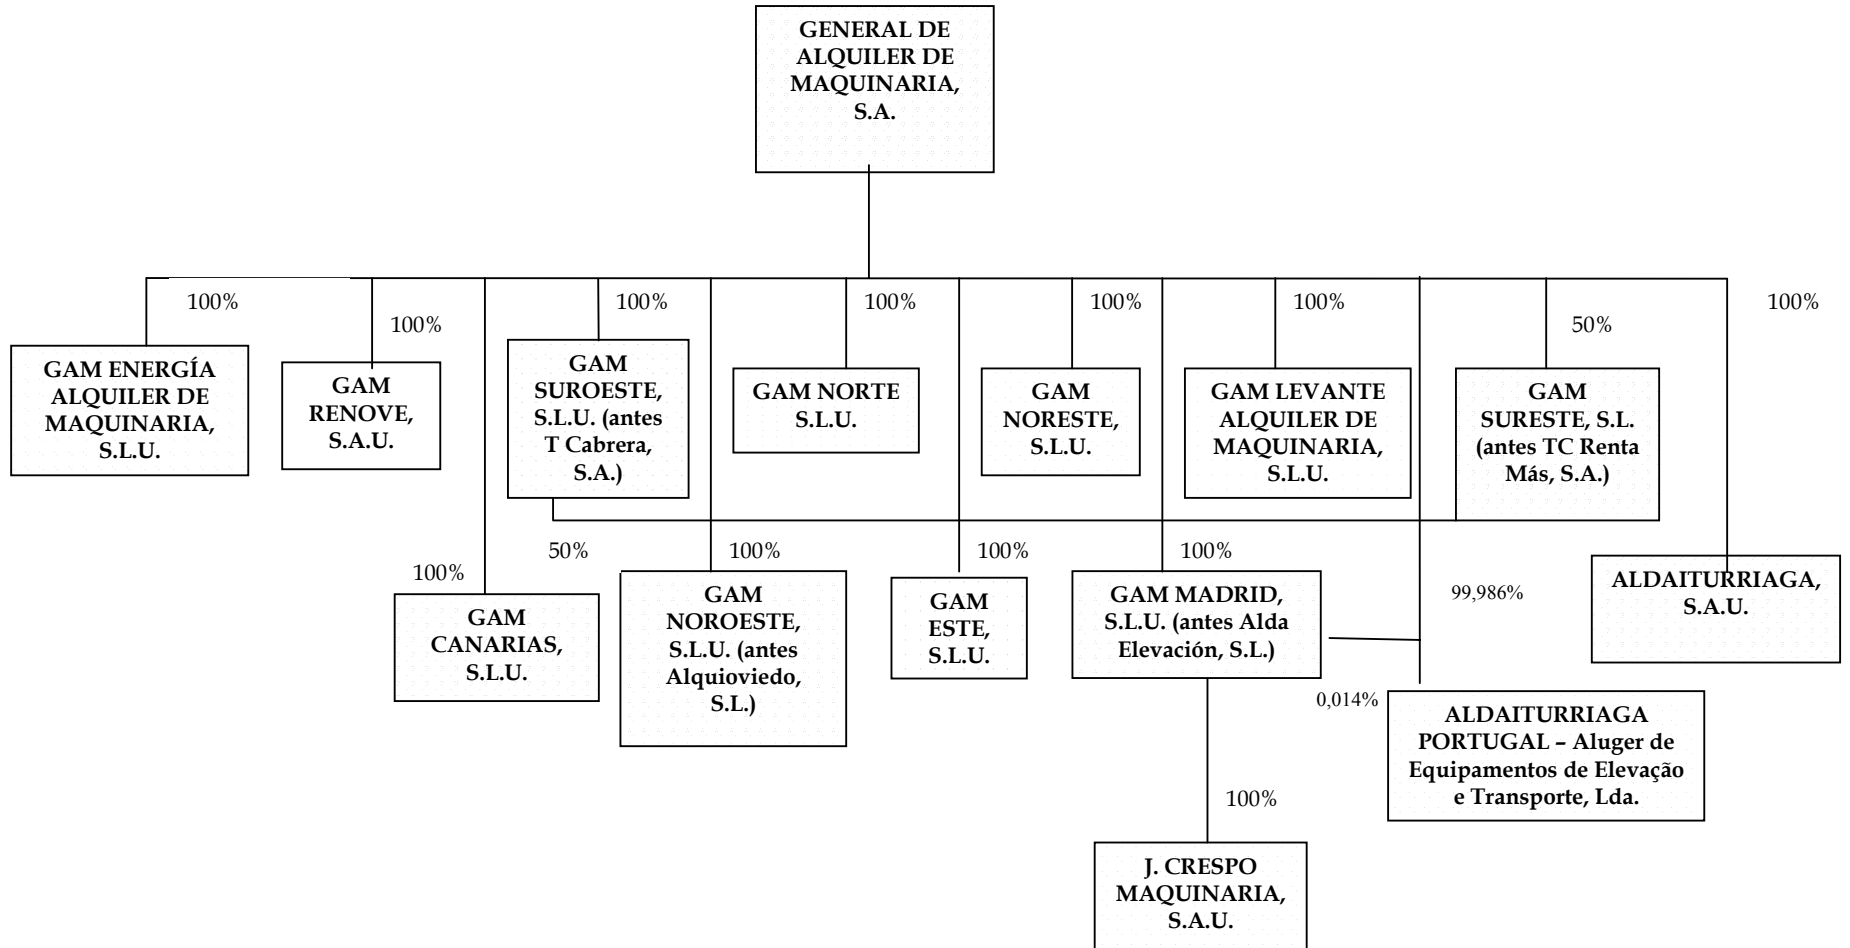 GENERAL DE
ALQUILER DE
MAQUINARIA,
S.A.
100%
100%
100%
100%
100%
100%
50%
100%
GAM ENERGÍA
ALQUILER DE
MAQUINARIA,
S.L.U.
GAM
RENOVE,
S.A.U.
GAM
SUROESTE,
S.L.U. (antes
T Cabrera,
S.A.)
GAM NORTE
S.L.U.
GAM
NORESTE,
S.L.U.
GAM LEVANTE
ALQUILER DE
MAQUINARIA,
S.L.U.
GAM
SURESTE, S.L.
(antes TC Renta
Más, S.A.)
100%
50%
100%
100%
100%
99,986%
GAM
CANARIAS,
S.L.U.
GAM
NOROESTE,
S.L.U. (antes
Alquioviedo,
S.L.)
GAM
ESTE,
S.L.U.
GAM MADRID,
S.L.U. (antes Alda
Elevación, S.L.)
ALDAITURRIAGA,
S.A.U.
0,014%
ALDAITURRIAGA
PORTUGAL – Aluger de
Equipamentos de Elevação
e Transporte, Lda.
100%
J. CRESPO
MAQUINARIA,
S.A.U.